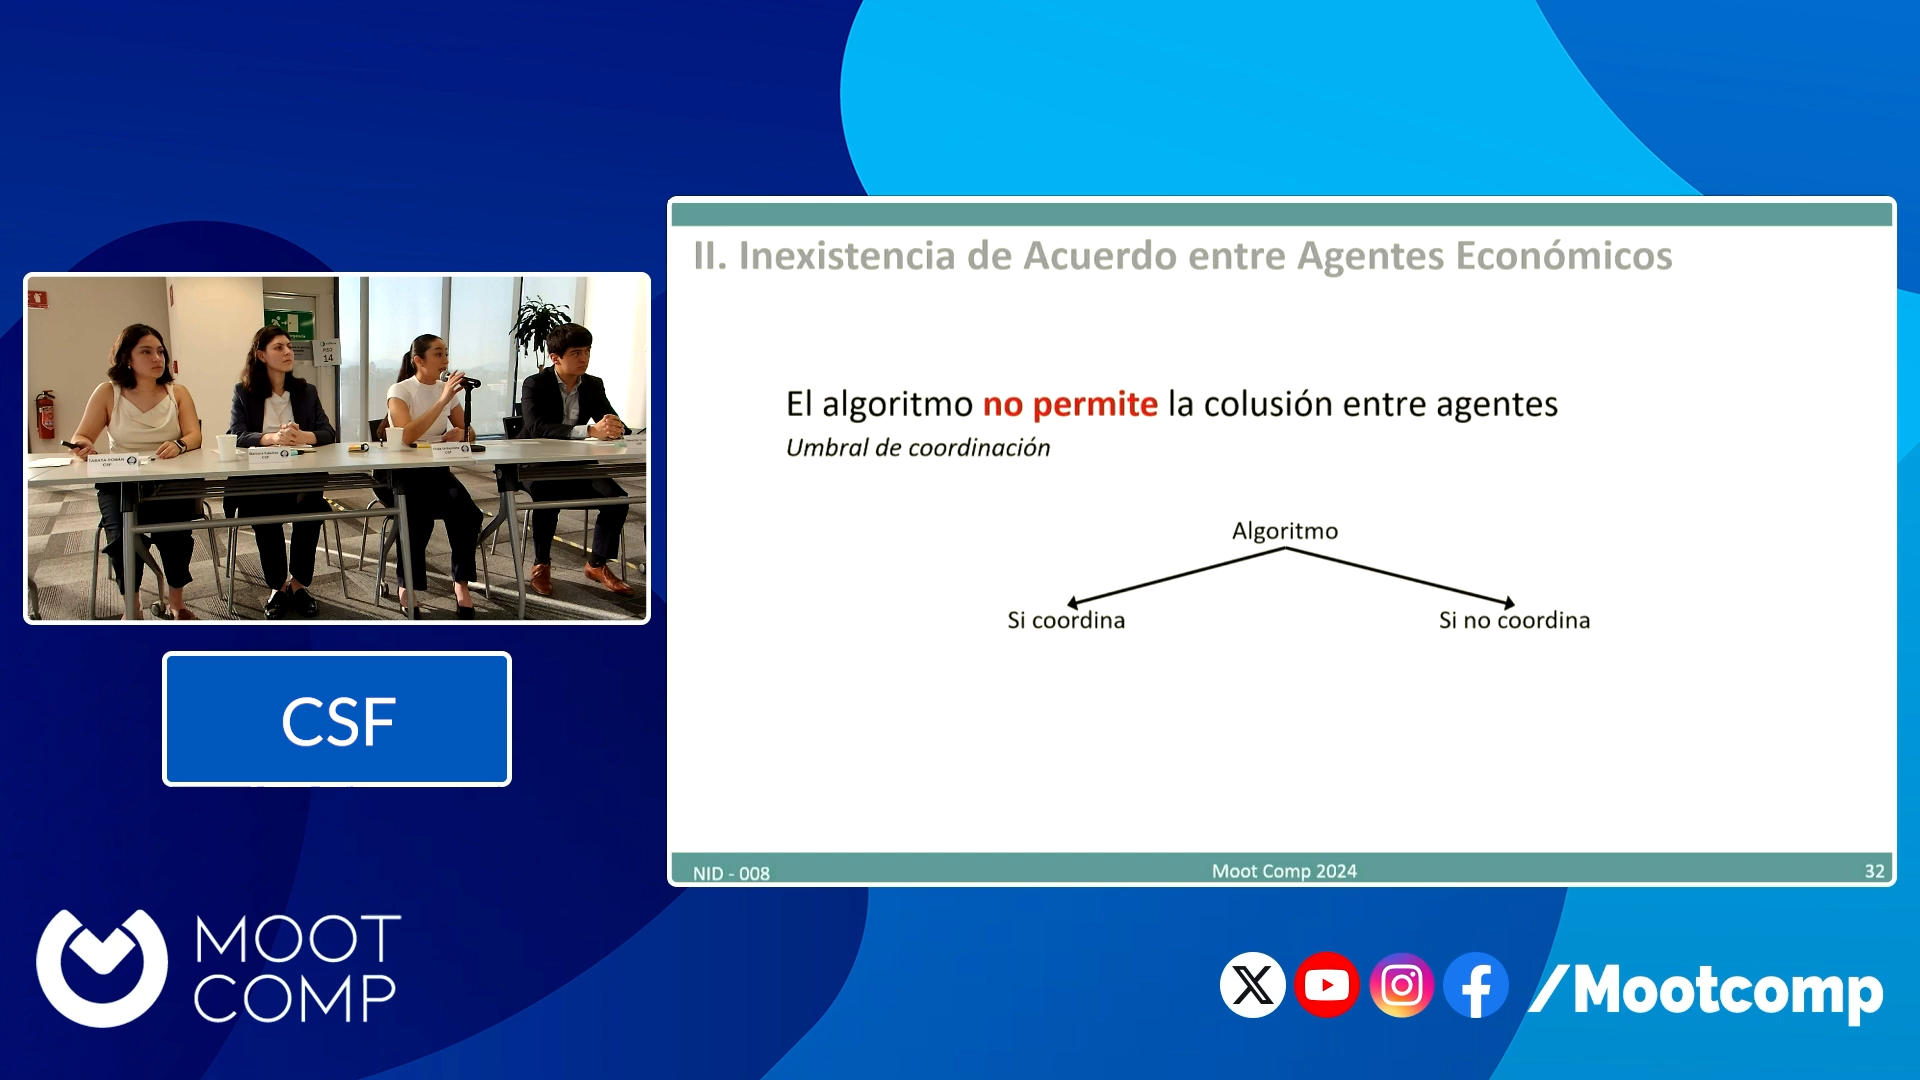 II. Inexistencia de Acuerdo entre Agentes Económicos
El algoritmo no permite la colusión entre agentes
Umbral de coordinación
Algoritmo
Si coordina
Si no coordina
NID - 008
Moot Comp 2024
32
14
CSF
MOOT
COMP
/Mootcomp